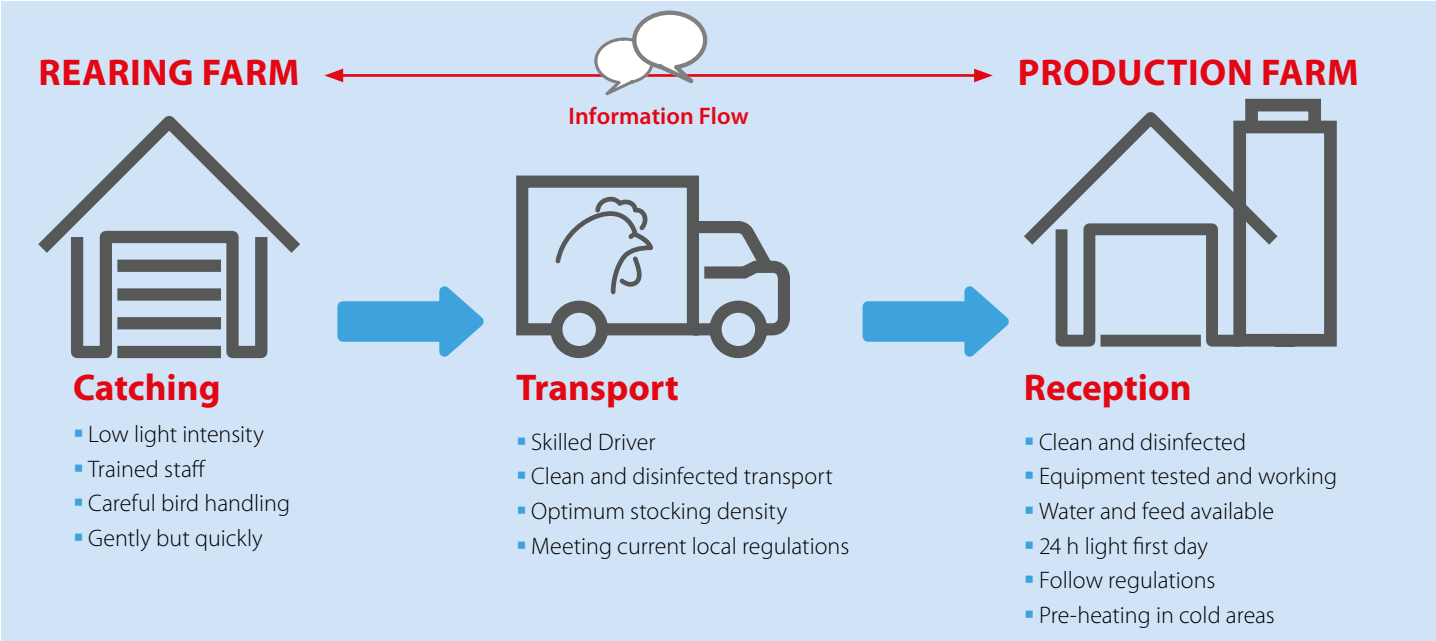 REARING FARM
Information Flow
PRODUCTION FARM
Catching
▪ Low light intensity
▪ Trained staff
▪ Careful bird handling
▪ Gently but quickly
Transport
▪ Skilled Driver
▪ Clean and disinfected transport
▪ Optimum stocking density
▪ Meeting current local regulations
Reception
▪ Clean and disinfected
▪ Equipment tested and working
▪ Water and feed available
▪ 24 h light first day
▪ Follow regulations
▪ Pre-heating in cold areas